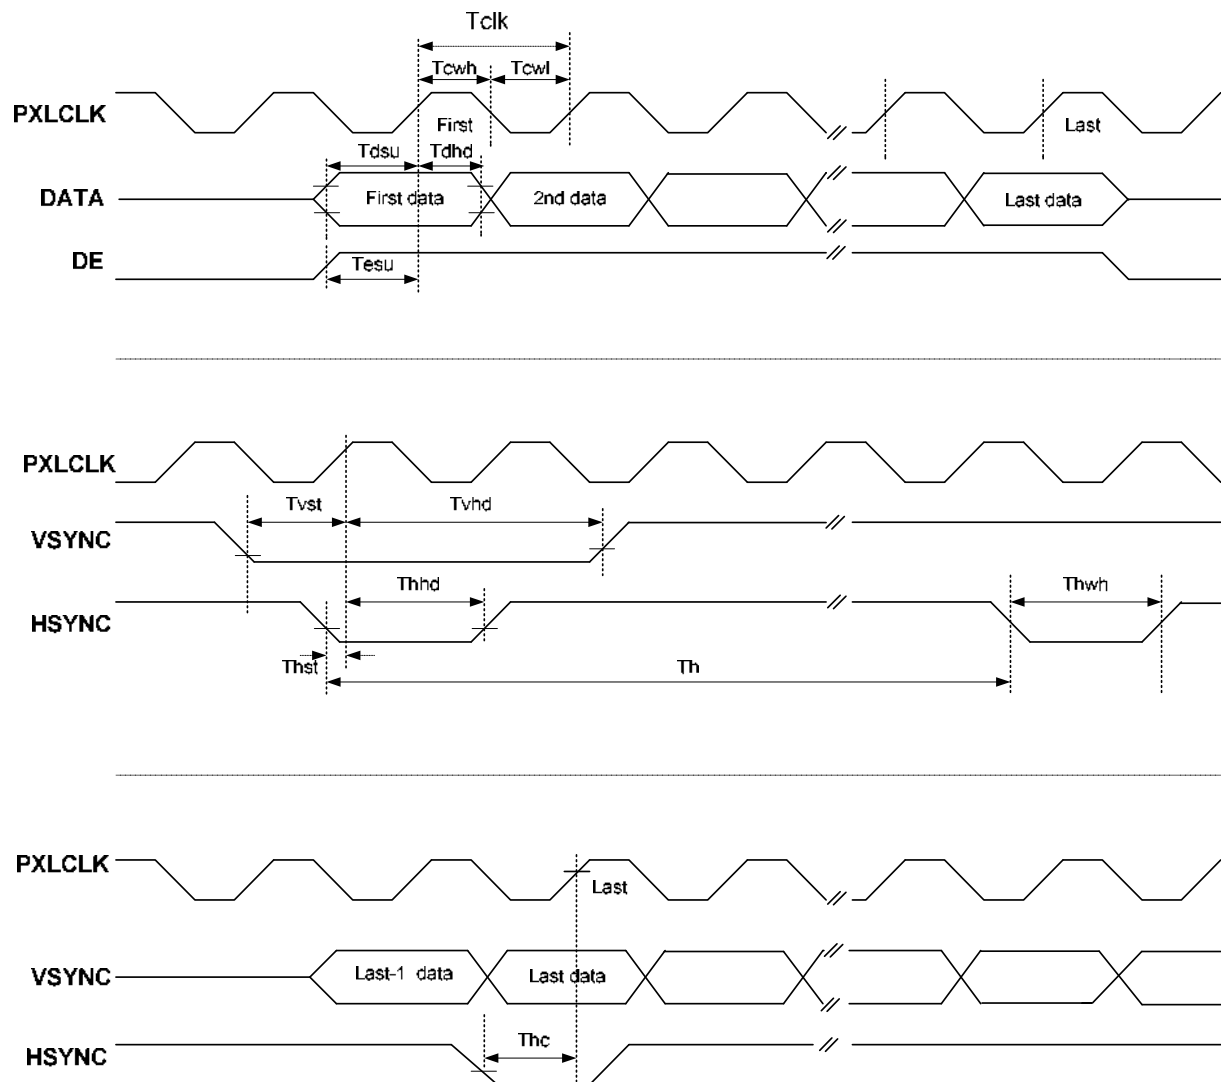 Tclk
Tcwh Tcwl
PXLCLK
First
Last
Tdsu Tdhd
DATA
First data
2nd data
Last data
DE
Tesu
PXLCLK
Tvst
Tvhd
VSYNC
Thhd
Thwh
HSYNC
Thst
Th
PXLCLK
Last
VSYNC
Last-1 data
Last data
Thc
HSYNC